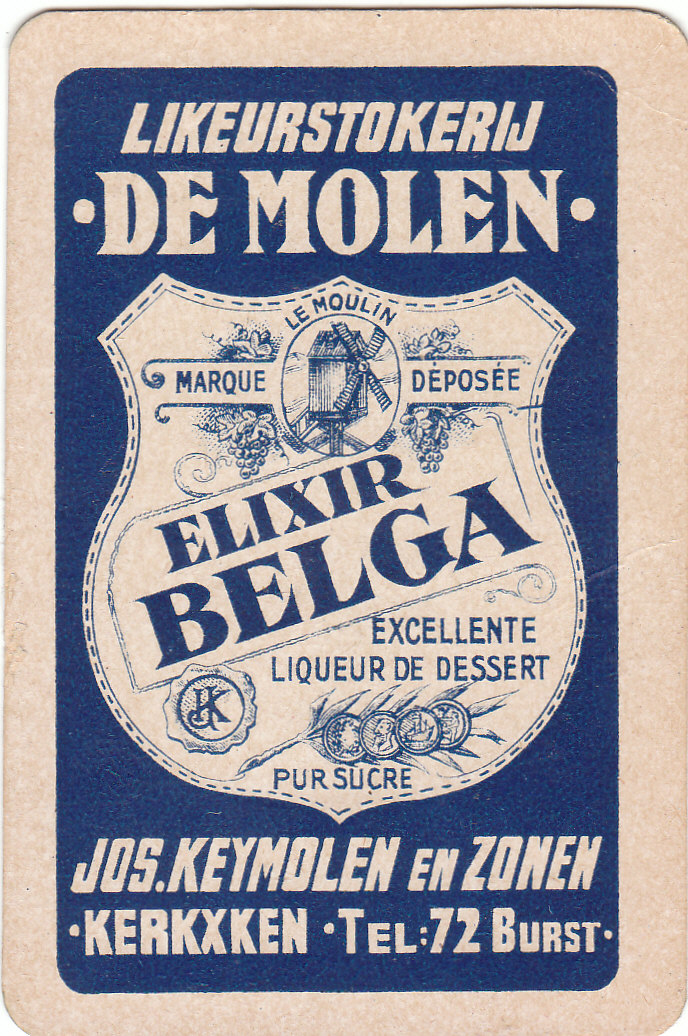 LIKEURSTOKERIJ
·DE MOLEN·
LE MOULIN
MARQUE DÉPOSÉE
ELIXIR
BELGA
EXCELLENTE
LIQUEUR DE DESSERT
JK
PUR SUCRE
JOS. KEYMOLEN EN ZONEN
·KERKXKEN ·TEL:72 BURST·